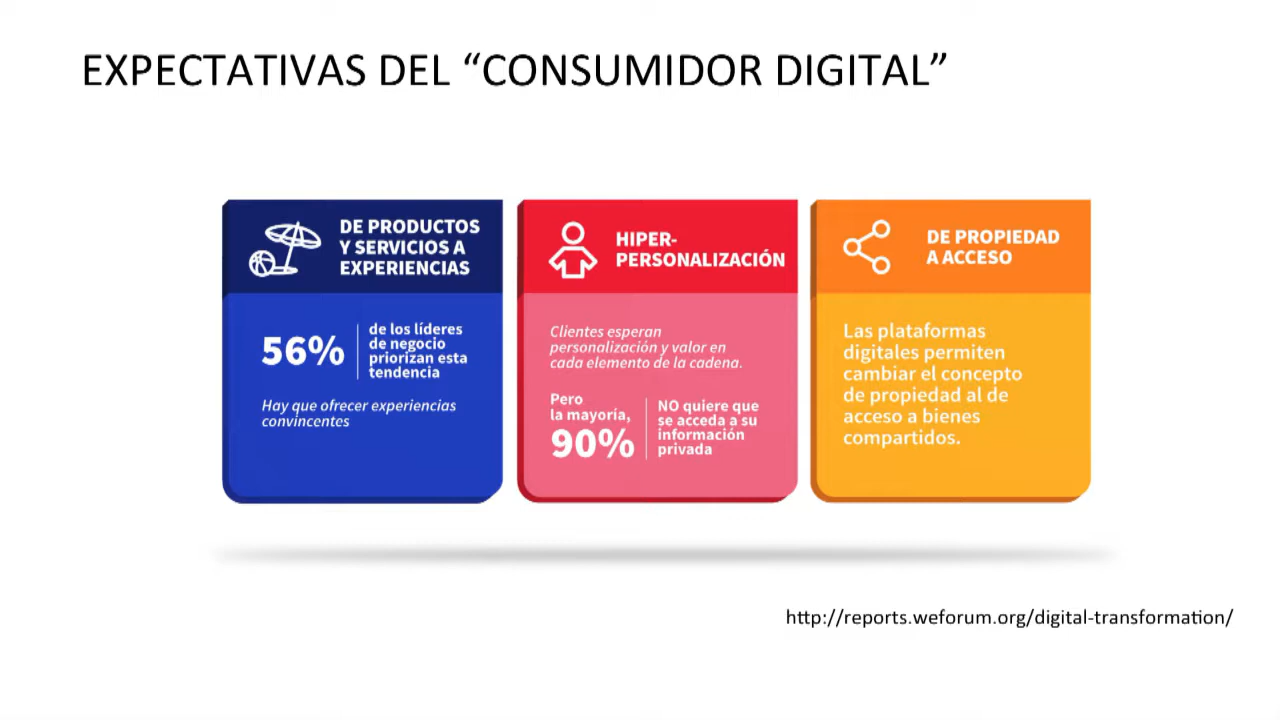 EXPECTATIVAS DEL “CONSUMIDOR DIGITAL”
DE PRODUCTOS
Y SERVICIOS A
EXPERIENCIAS
56%
de los líderes
de negocio
priorizan esta
tendencia
Hay que ofrecer experiencias
convincentes
HIPER-
PERSONALIZACIÓN
Clientes esperan
personalización y valor en
cada elemento de la cadena.
Pero
la mayoría,
90%
NO quiere que
se acceda a su
información
privada
DE PROPIEDAD
A ACCESO
Las plataformas
digitales permiten
cambiar el concepto
de propiedad al de
acceso a bienes
compartidos.
http://reports.weforum.org/digital-transformation/